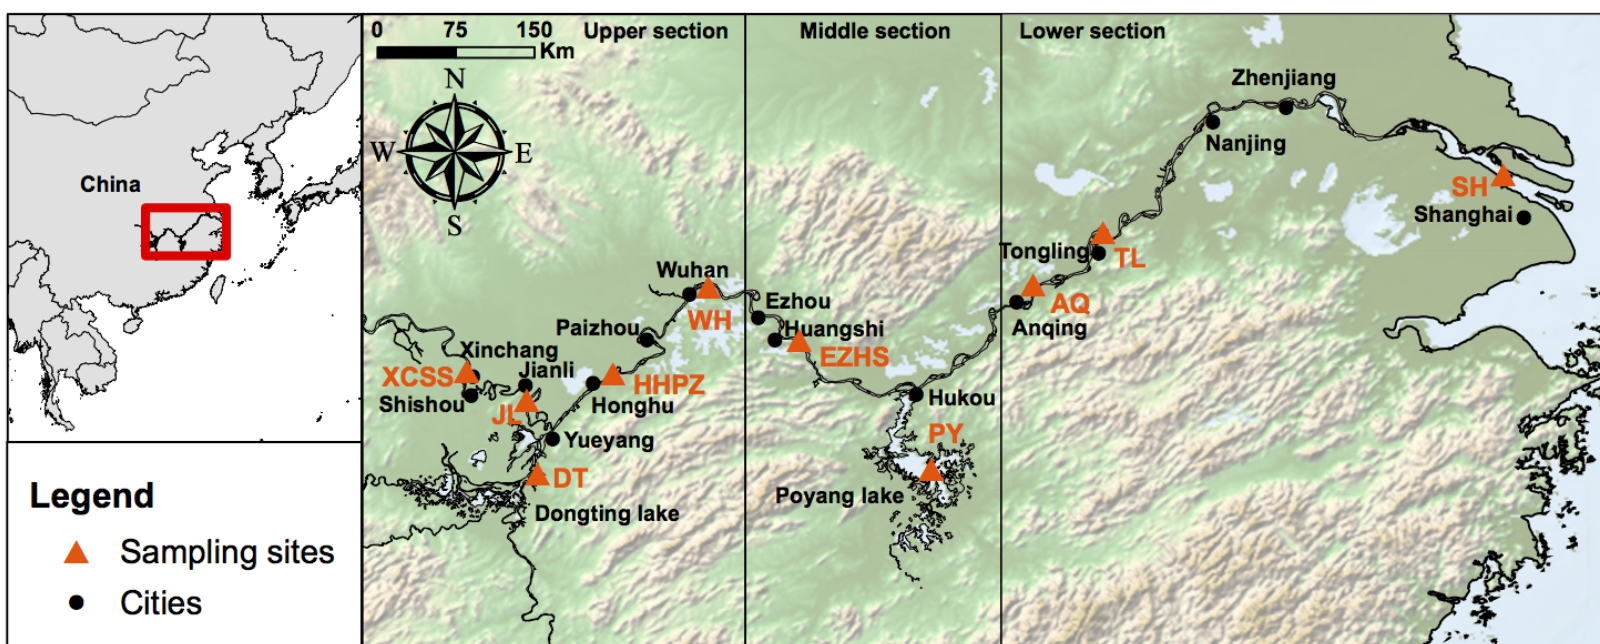 China
Legend
Sampling sites
Cities
0 75 150
Km
Upper section
Middle section
Lower section
N
W
E
S
Zhenjiang
Nanjing
SH
Shanghai
Tongling
TL
AQ
Anqing
Wuhan
WH
Ezhou
Huangshi
EZHS
Paizhou
Xinchang
XCSS
Jianli
Shishou
JL
HHPZ
Honghu
Yueyang
Hukou
PY
Poyang lake
DT
Dongting lake